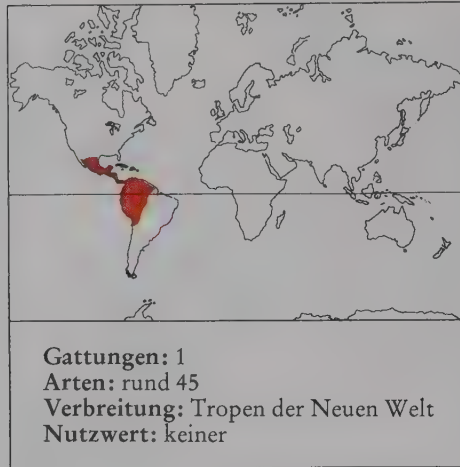 Gattungen: 1
Arten: rund 45
Verbreitung: Tropen der Neuen Welt
Nutzwert: keiner